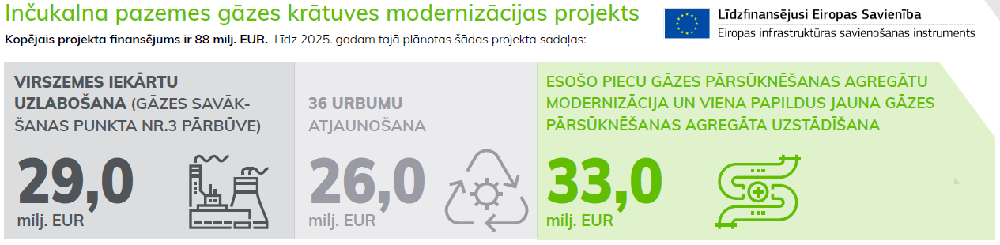 Inčukalna pazemes gāzes krātuves modernizācijas projekts
Kopējais projekta finansējums ir 88 milj. EUR. Līdz 2025. gadam tajā plānotas šādas projekta sadaļas:
Līdzfinansējusi Eiropas Savienība
Eiropas infrastruktūras savienošanas instruments
VIRSZEMES IEKĀRTU
UZLABOŠANA (GĀZES SAVĀK-
ŠANAS PUNKTA NR.3 PĀRBŪVE)
29,0
milj. EUR
36 URBUMU
ATJAUNOŠANA
26,0
milj. EUR
ESOŠO PIECU GĀZES PĀRSŪKNĒŠANAS AGREGĀTU
MODERNIZĀCIJA UN VIENA PAPILDUS JAUNA GĀZES
PĀRSŪKNĒŠANAS AGREGĀTA UZSTĀDĪŠANA
33,0
milj. EUR